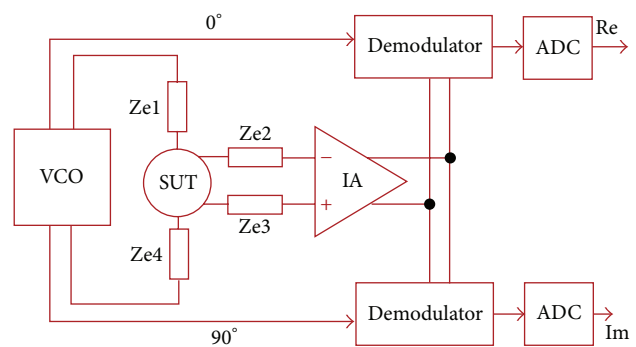 0°
Demodulator
ADC
Re
Ze1
Ze2
VCO
SUT
−
IA
+
Ze3
Ze4
Demodulator
ADC
90°
Im